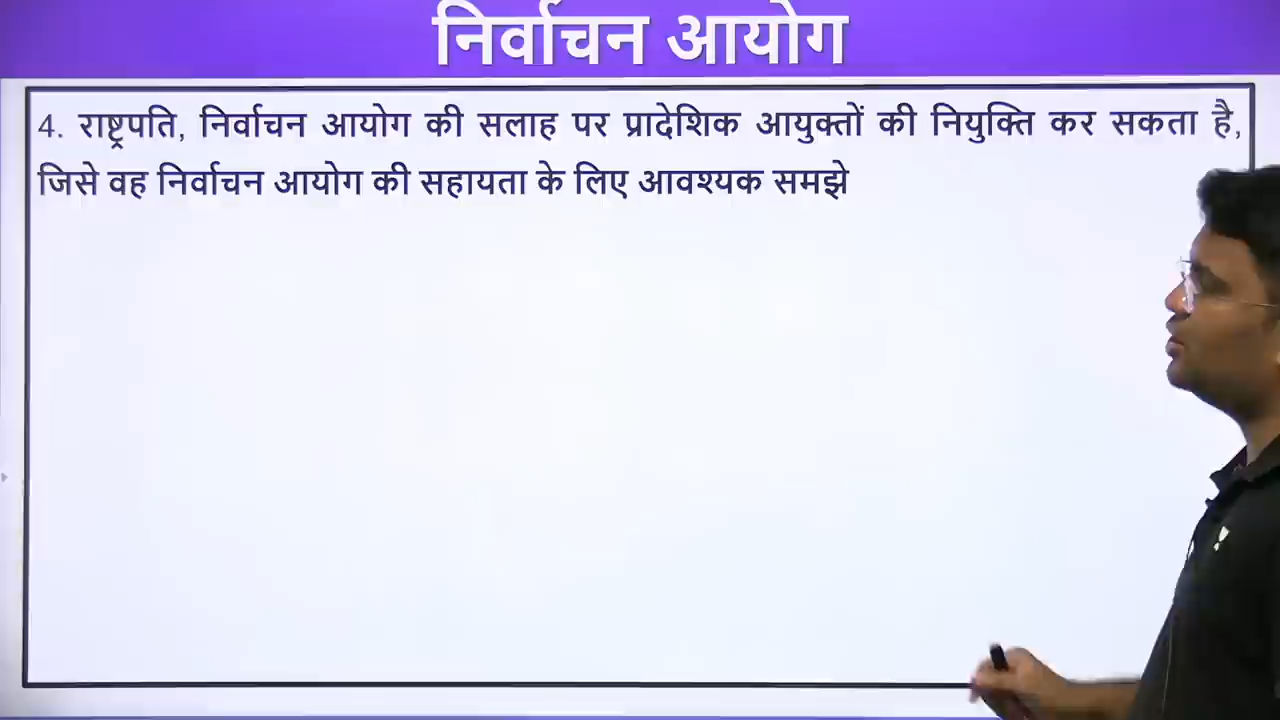 निर्वाचन आयोग
4. राष्ट्रपति, निर्वाचन आयोग की सलाह पर प्रादेशिक आयुक्तों की नियुक्ति कर सकता है,
जिसे वह निर्वाचन आयोग की सहायता के लिए आवश्यक समझे